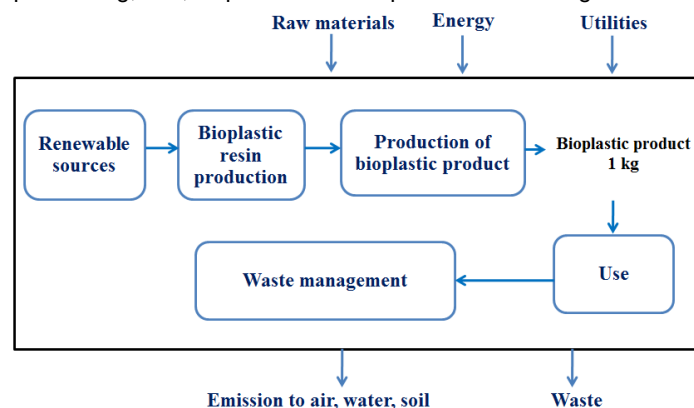 Raw materials
Energy
Utilities
Renewable
sources
Bioplastic
resin
production
Production of
bioplastic product
Bioplastic product
1 kg
Waste management
Use
Emission to air, water, soil
Waste